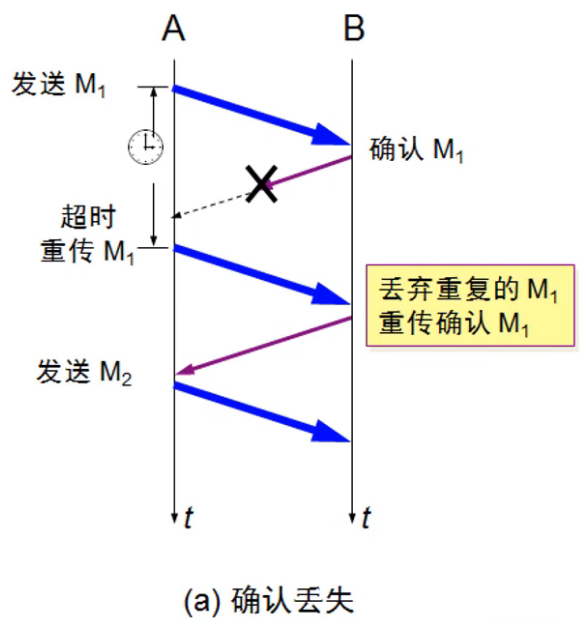 A
B
发送 M₁
确认 M₁
超时
重传 M₁
丢弃重复的 M₁
重传确认 M₁
发送 M₂
t
t
(a) 确认丢失